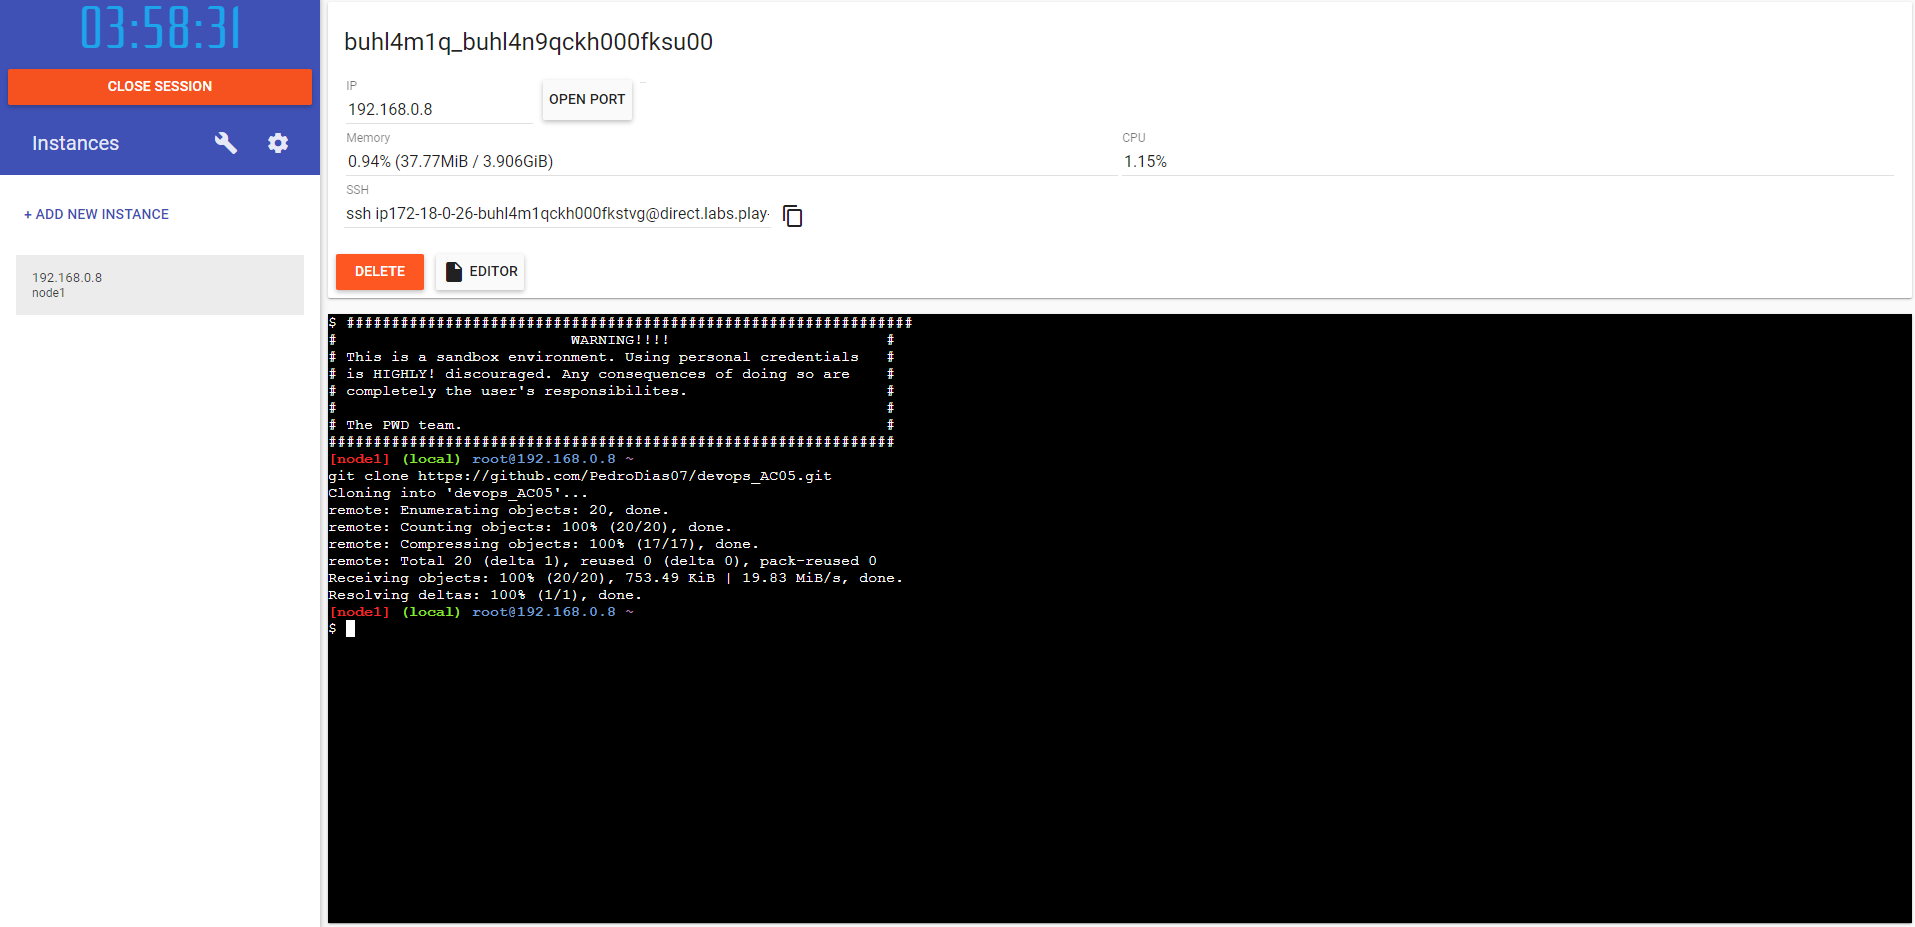 03:58:31
CLOSE SESSION
Instances
+ ADD NEW INSTANCE
192.168.0.8
node1
buhl4m1q_buhl4n9qckh000fksu00
IP
192.168.0.8
OPEN PORT
Memory
0.94% (37.77MiB / 3.906GiB)
CPU
1.15%
SSH
ssh ip172-18-0-26-buhl4m1qckh000fkstvg@direct.labs.play-
DELETE
EDITOR
$ ###############################################################
#                          WARNING!!!!                        #
# This is a sandbox environment. Using personal credentials   #
# is HIGHLY! discouraged. Any consequences of doing so are    #
# completely the user's responsibilites.                      #
#                                                             #
# The PWD team.                                               #
###############################################################
[node1] (local) root@192.168.0.8 ~
git clone https://github.com/PedroDias07/devops_AC05.git
Cloning into 'devops_AC05'...
remote: Enumerating objects: 20, done.
remote: Counting objects: 100% (20/20), done.
remote: Compressing objects: 100% (17/17), done.
remote: Total 20 (delta 1), reused 0 (delta 0), pack-reused 0
Receiving objects: 100% (20/20), 753.49 KiB | 19.83 MiB/s, done.
Resolving deltas: 100% (1/1), done.
[node1] (local) root@192.168.0.8 ~
$